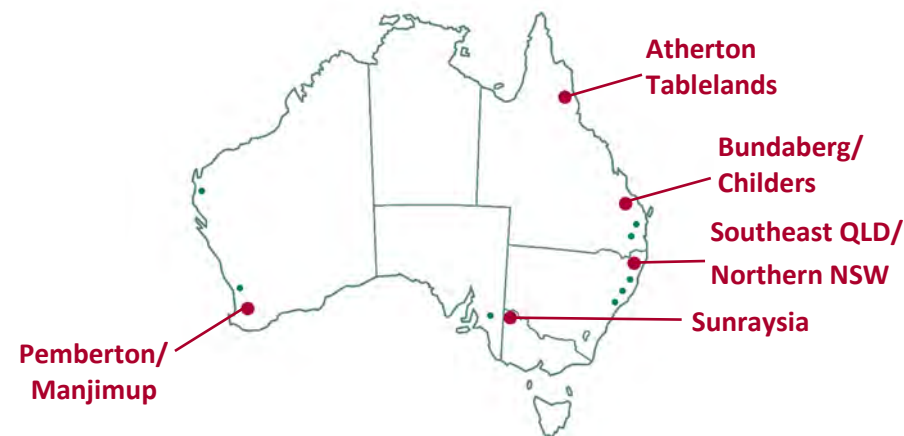 Atherton
Tablelands
Bundaberg/
Childers
Southeast QLD/
Northern NSW
Sunraysia
Pemberton/
Manjimup